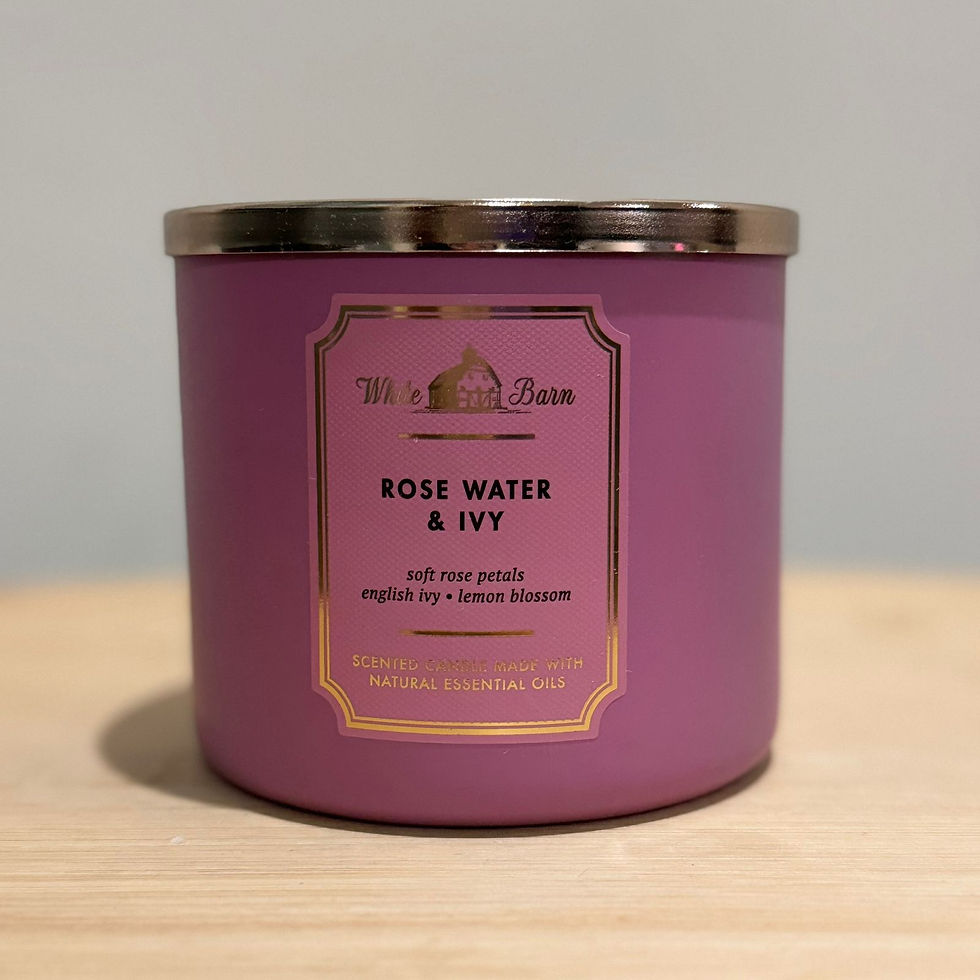 White Barn
ROSE WATER
& IVY
soft rose petals
english ivy • lemon blossom
SCENTED CANDLE MADE WITH
NATURAL ESSENTIAL OILS